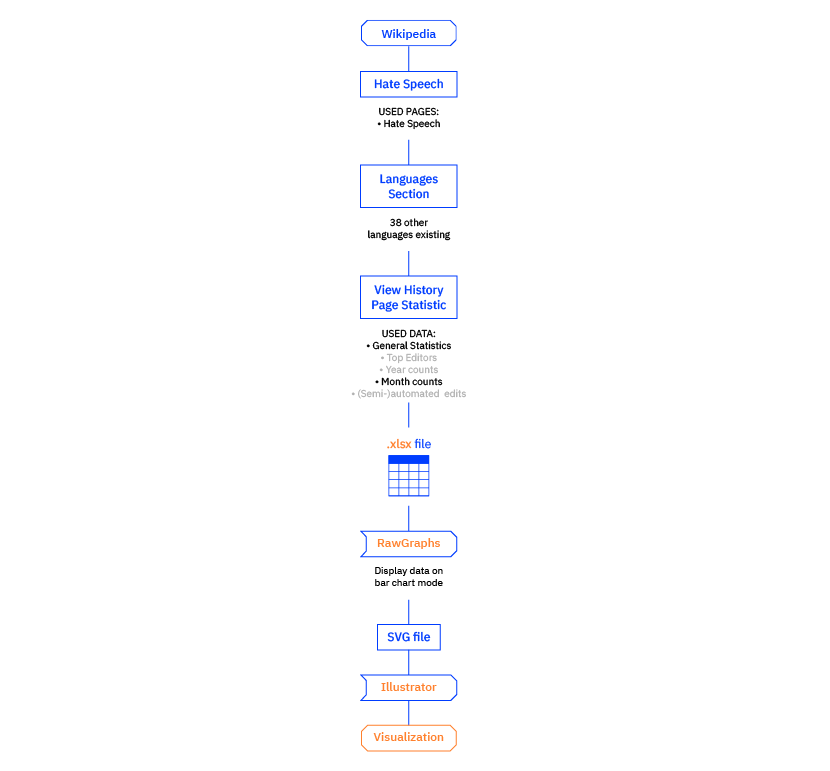 Wikipedia
Hate Speech
USED PAGES:
• Hate Speech
Languages
Section
38 other
languages existing
View History
Page Statistic
USED DATA:
• General Statistics
• Top Editors
• Year counts
• Month counts
• (Semi-)automated edits
.xlsx file
RawGraphs
Display data on
bar chart mode
SVG file
Illustrator
Visualization